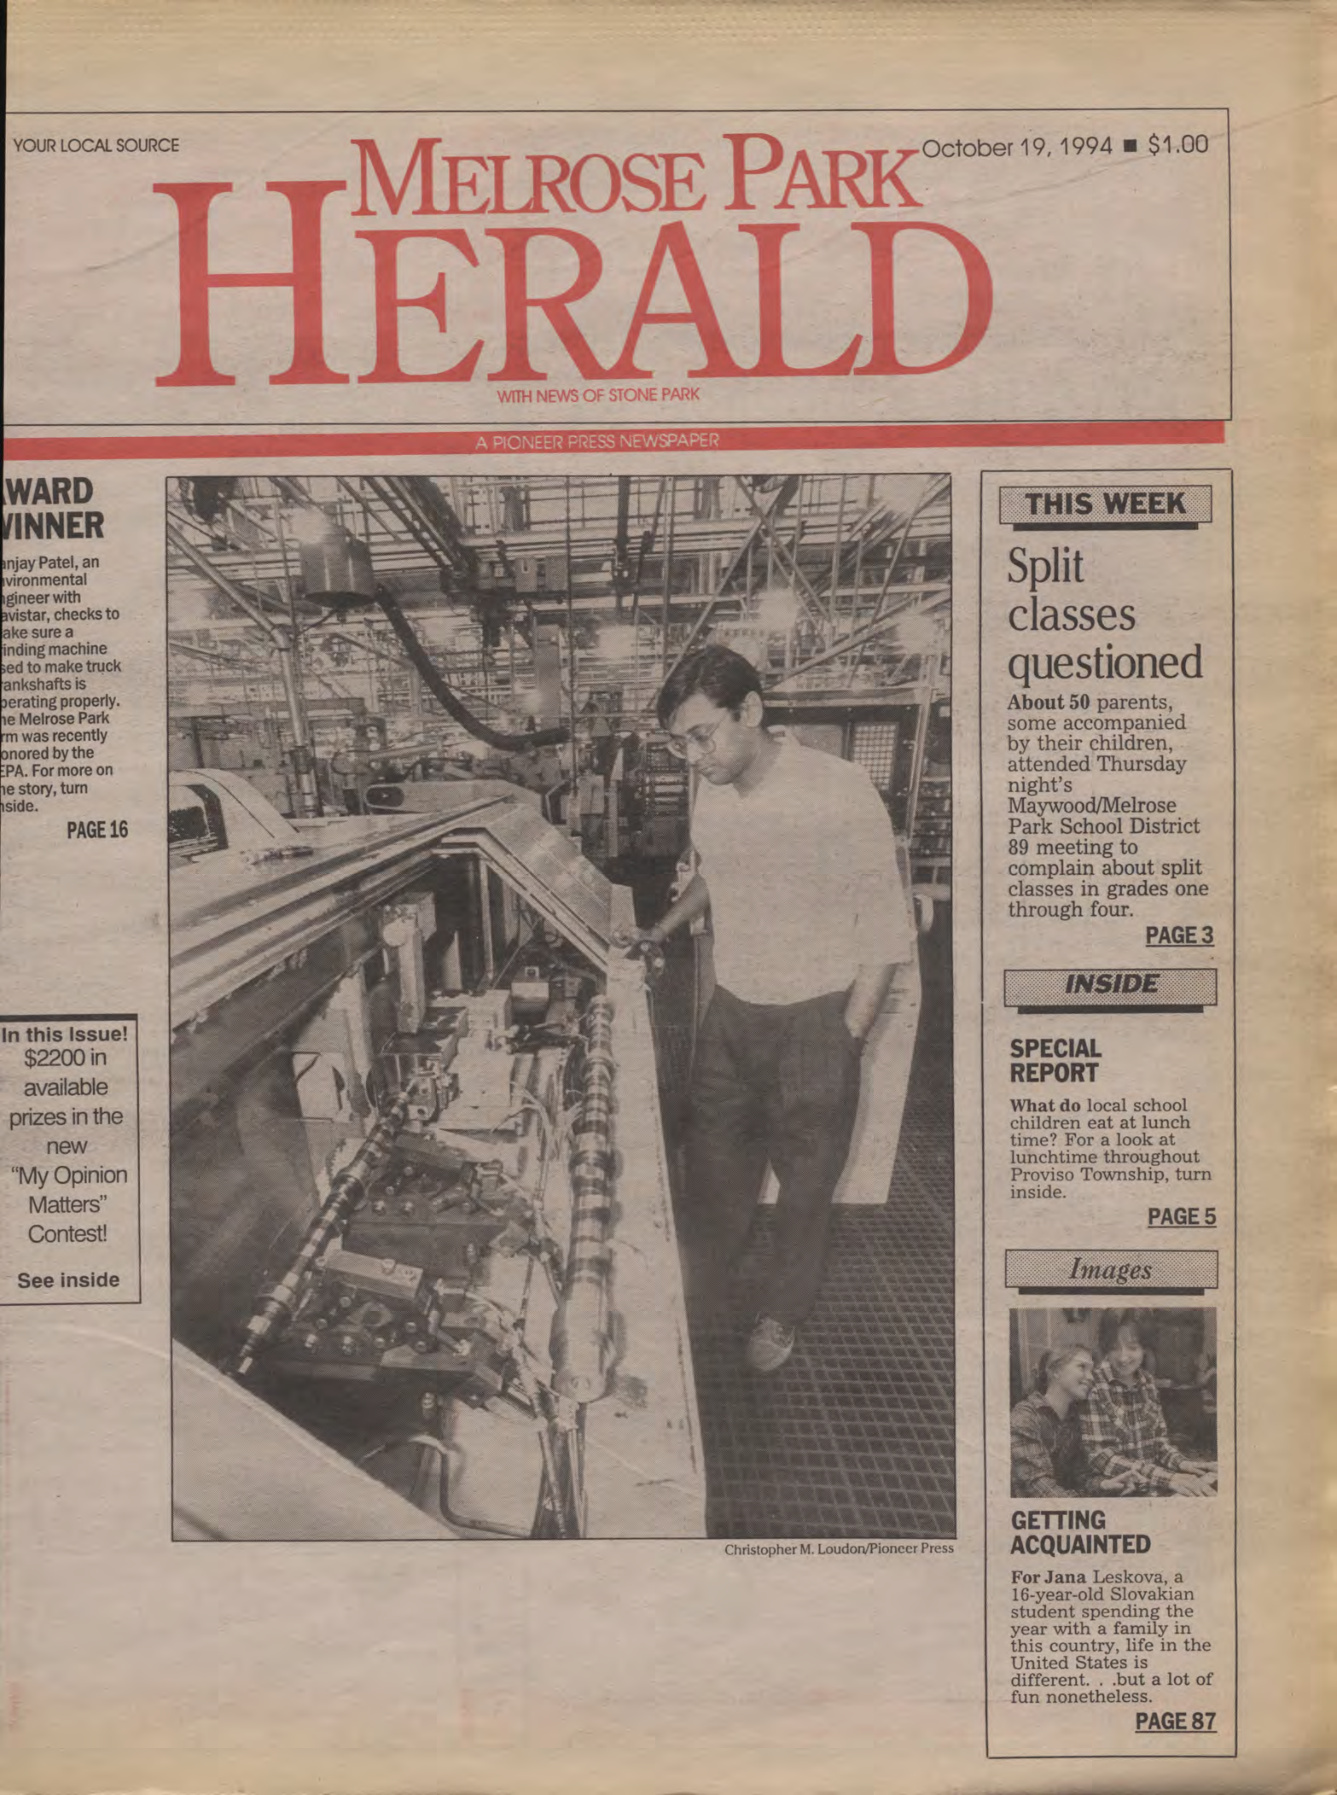 YOUR LOCAL SOURCE
October 19, 1994 ■ $1.00
MELROSE PARK
HERALD
WITH NEWS OF STONE PARK
A PIONEER PRESS NEWSPAPER
WARD
INNER
njay Patel, an
vironmental
gineer with
avistar, checks to
ake sure a
inding machine
sed to make truck
ankshafts is
perating properly.
he Melrose Park
rm was recently
onored by the
EPA. For more on
he story, turn
nside.
PAGE 16
In this Issue!
$2200 in
available
prizes in the
new
"My Opinion
Matters"
Contest!
See inside
Christopher M. Loudon/Pioneer Press
THIS WEEK
Split
classes
questioned
About 50 parents,
some accompanied
by their children,
attended Thursday
night's
Maywood/Melrose
Park School District
89 meeting to
complain about split
classes in grades one
through four.
PAGE 3
INSIDE
SPECIAL
REPORT
What do local school
children eat at lunch
time? For a look at
lunchtime throughout
Proviso Township, turn
inside.
PAGE 5
Images
GETTING
ACQUAINTED
For Jana Leskova, a
16-year-old Slovakian
student spending the
year with a family in
this country, life in the
United States is
different. . .but a lot of
fun nonetheless.
PAGE 87